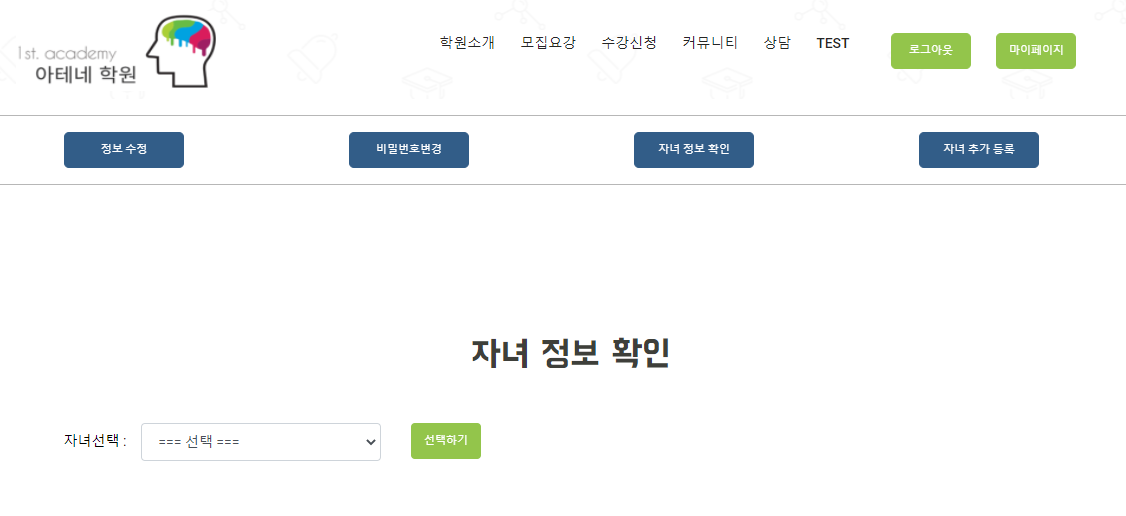 1st. academy
아테네 학원
학원소개 모집요강 수강신청 커뮤니티 상담 TEST 로그아웃 마이페이지
정보 수정 비밀번호변경 자녀 정보 확인 자녀 추가 등록
자녀 정보 확인
자녀선택 : === 선택 === 선택하기